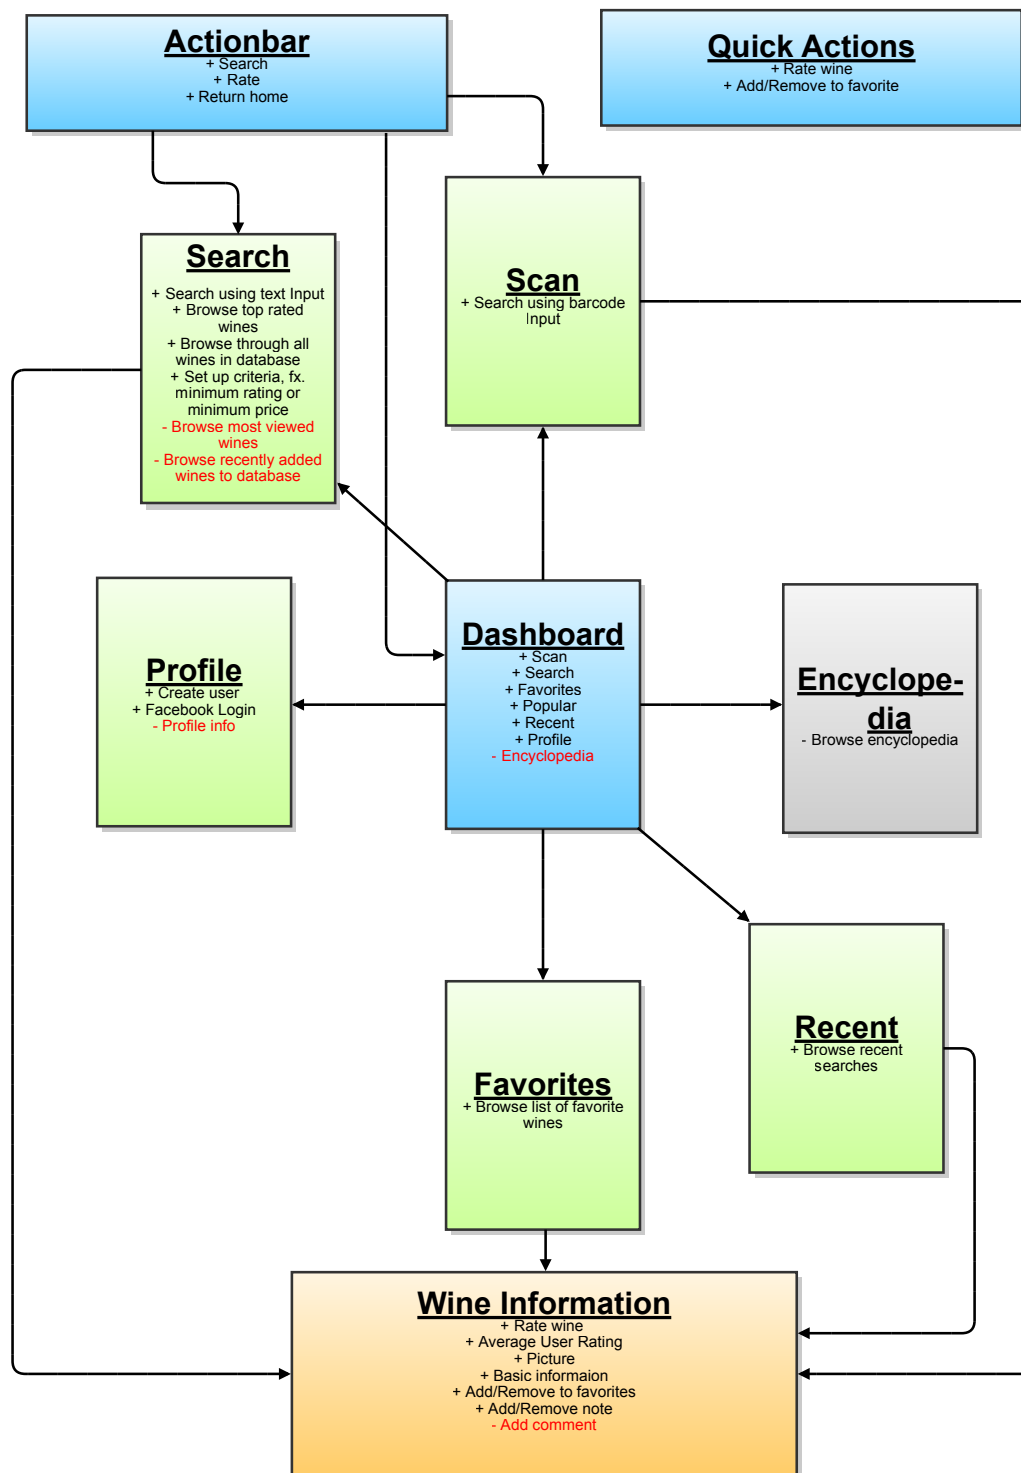 Actionbar
+ Search
+ Rate
+ Return home
Quick Actions
+ Rate wine
+ Add/Remove to favorite
Search
+ Search using text Input
+ Browse top rated
wines
+ Browse through all
wines in database
+ Set up criteria, fx.
minimum rating or
minimum price
- Browse most viewed
wines
- Browse recently added
wines to database
Scan
+ Search using barcode
Input
Profile
+ Create user
+ Facebook Login
- Profile info
Dashboard
+ Scan
+ Search
+ Favorites
+ Popular
+ Recent
+ Profile
- Encyclopedia
Encyclope-
dia
- Browse encyclopedia
Favorites
+ Browse list of favorite
wines
Recent
+ Browse recent
searches
Wine Information
+ Rate wine
+ Average User Rating
+ Picture
+ Basic informaion
+ Add/Remove to favorites
+ Add/Remove note
- Add comment